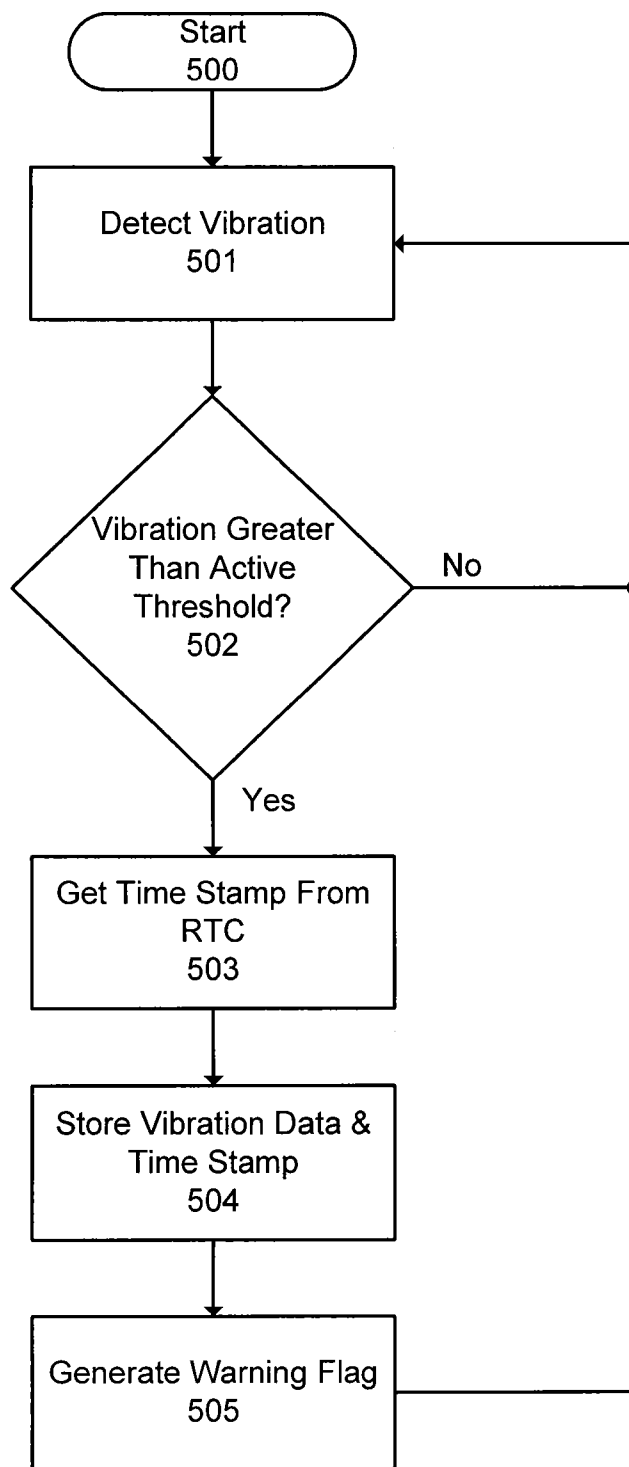 Start
500
Detect Vibration
501
Vibration Greater
Than Active
Threshold?
502
No
Yes
Get Time Stamp From
RTC
503
Store Vibration Data &
Time Stamp
504
Generate Warning Flag
505